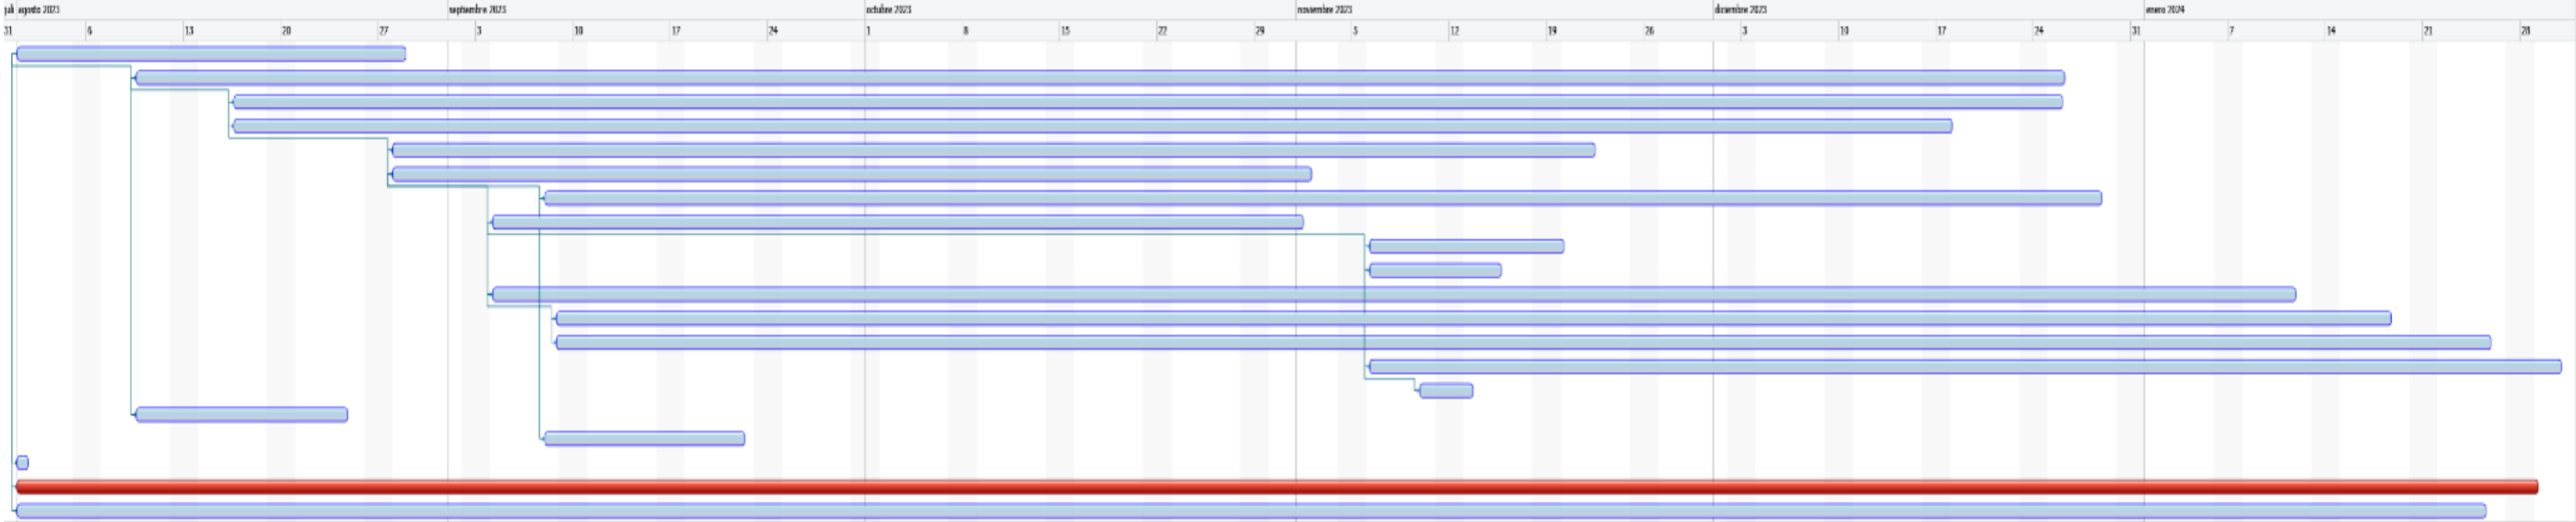 juli agosto 2023 septiembre 2023 octubre 2023 noviembre 2023 diciembre 2023 enero 2024
31 6 13 20 27 3 10 17 24 1 8 15 22 29 5 12 19 26 3 10 17 24 31 7 14 21 28